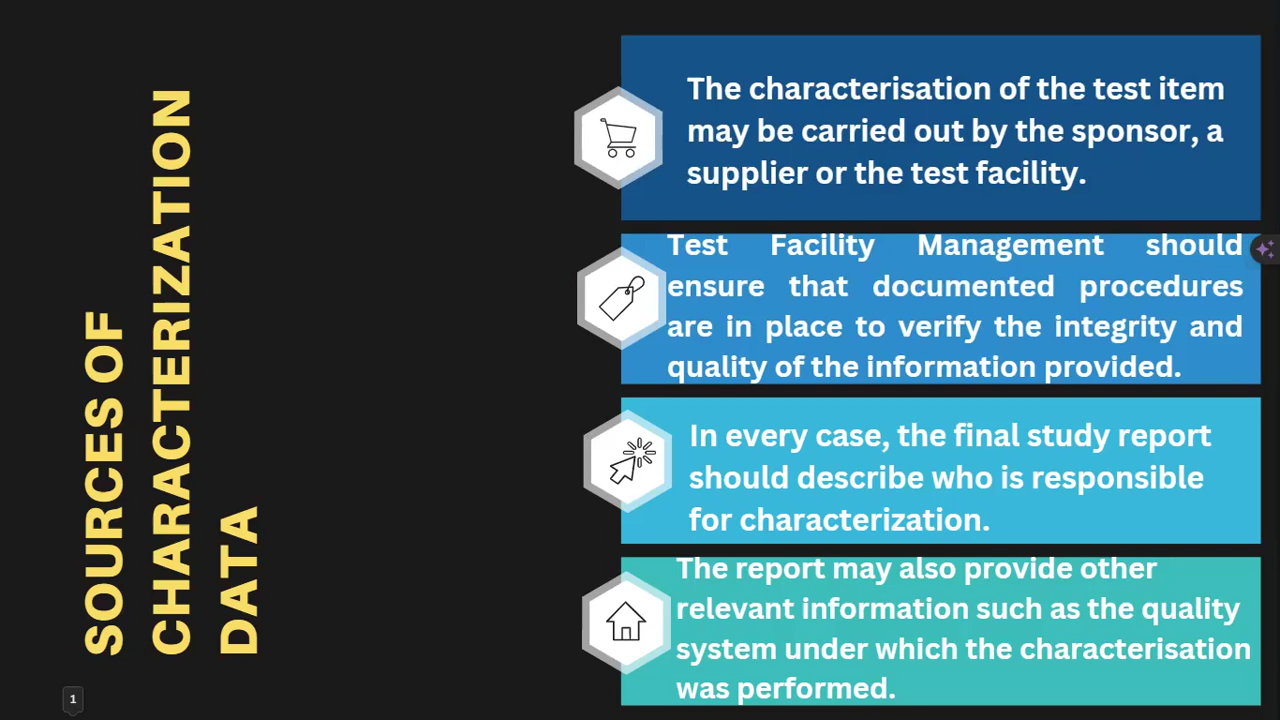 SOURCES OF
CHARACTERIZATION
DATA
The characterisation of the test item
may be carried out by the sponsor, a
supplier or the test facility.
Test Facility Management should
ensure that documented procedures
are in place to verify the integrity and
quality of the information provided.
In every case, the final study report
should describe who is responsible
for characterization.
The report may also provide other
relevant information such as the quality
system under which the characterisation
was performed.
1